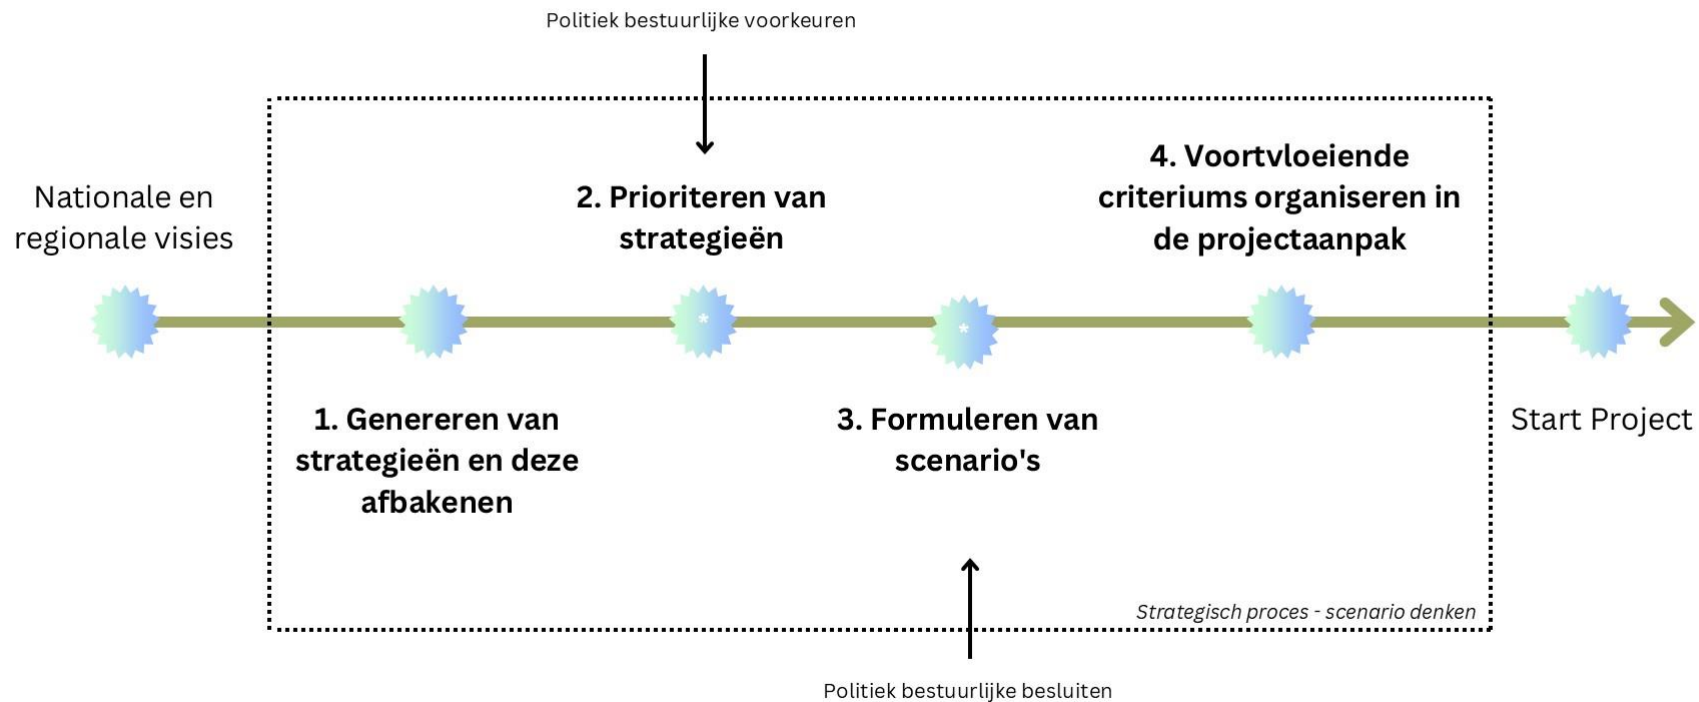 Politiek bestuurlijke voorkeuren
Nationale en
regionale visies
2. Prioriteren van
strategieën
4. Voortvloeiende
criteriums organiseren in
de projectaanpak
*
*
1. Genereren van
strategieën en deze
afbakenen
3. Formuleren van
scenario's
Start Project
Strategisch proces - scenario denken
Politiek bestuurlijke besluiten